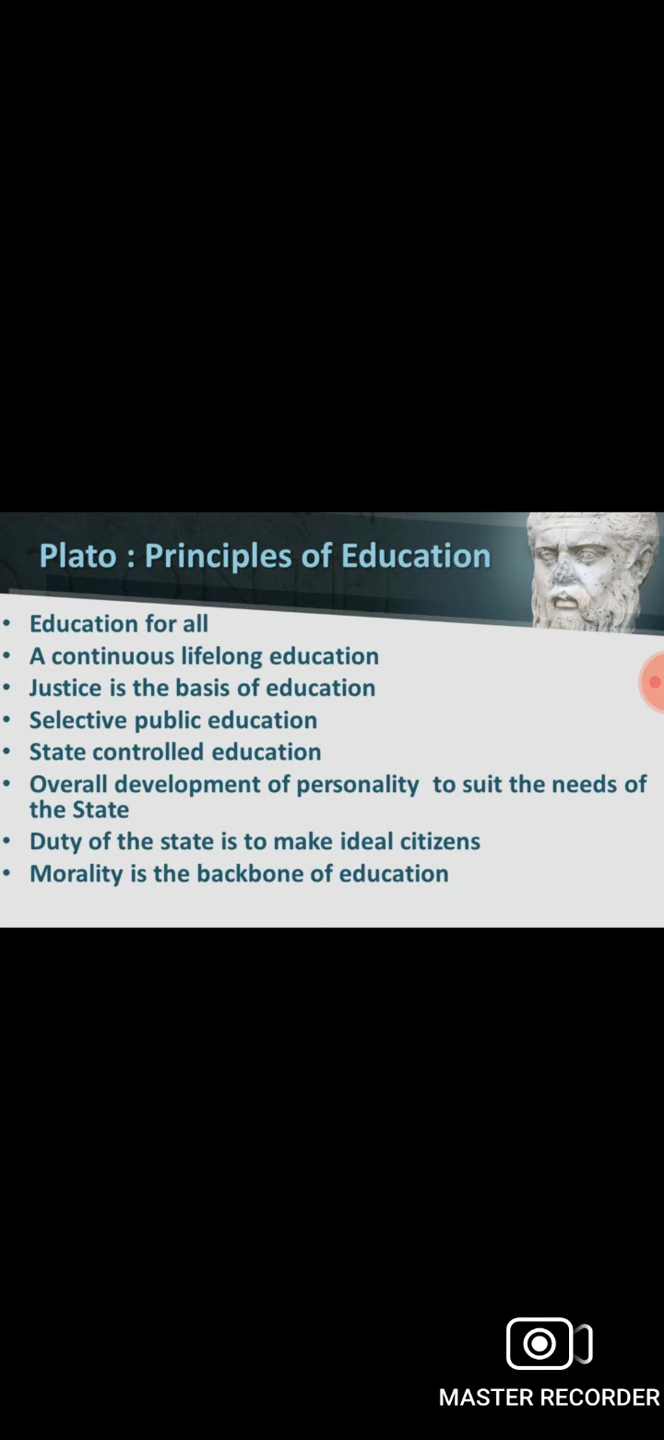 Plato : Principles of Education
• Education for all
• A continuous lifelong education
• Justice is the basis of education
• Selective public education
• State controlled education
• Overall development of personality  to suit the needs of
the State
• Duty of the state is to make ideal citizens
• Morality is the backbone of education
MASTER RECORDER